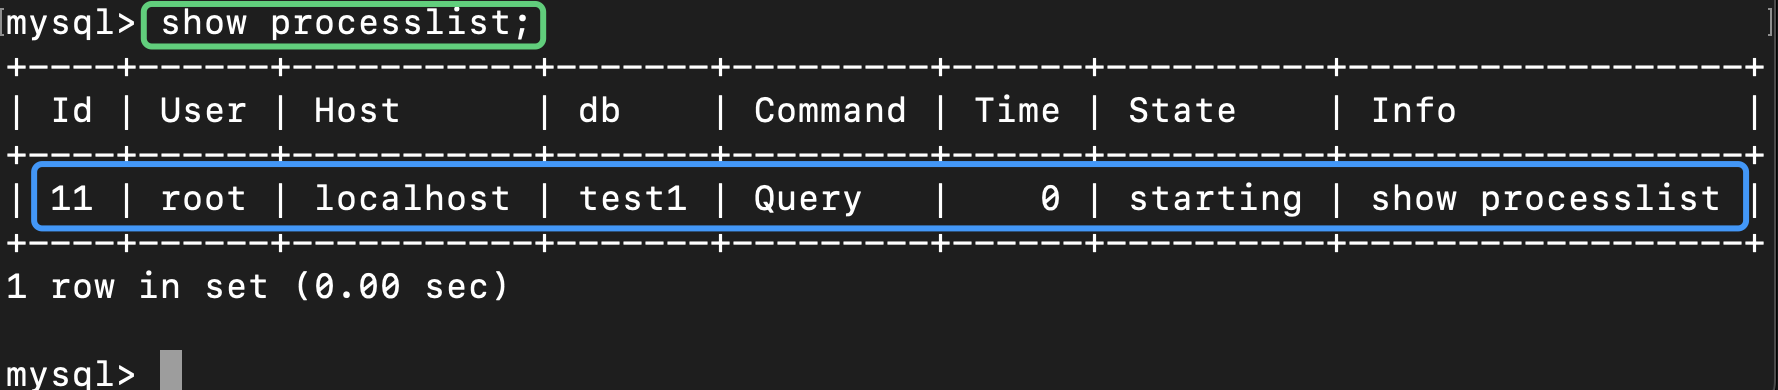 mysql> show processlist;
+----+------+-----------+-------+---------+------+----------+------------------+
| Id | User | Host      | db    | Command | Time | State    | Info             |
+----+------+-----------+-------+---------+------+----------+------------------+
| 11 | root | localhost | test1 | Query   |    0 | starting | show processlist |
+----+------+-----------+-------+---------+------+----------+------------------+
1 row in set (0.00 sec)
mysql>